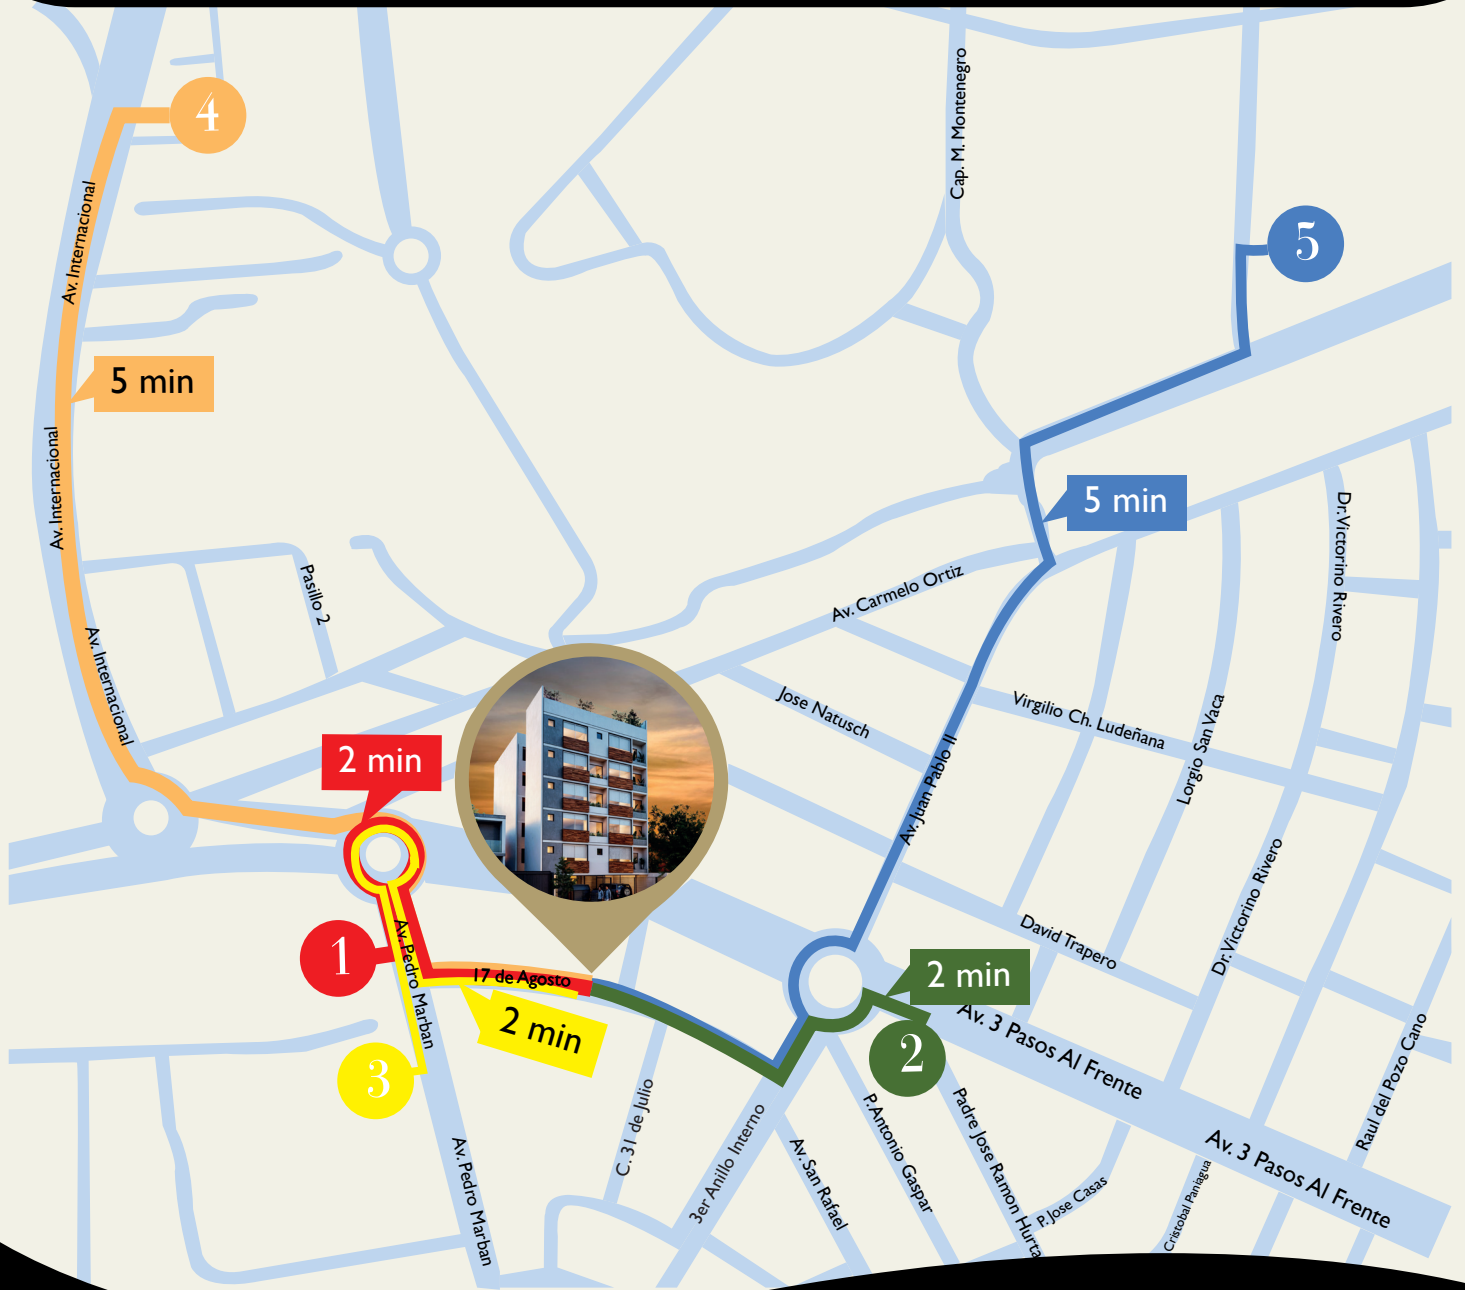 4
Cap. M. Montenegro
Av. Internacional
5
5 min
Av. Internacional
5 min
Dr. Victorino Rivero
Pasillo 2
Av. Carmelo Ortiz
Av. Internacional
Jose Natusch
Virgilio Ch. Ludeñana
Lorgio San Vaca
2 min
Av. Juan Pablo II
Dr. Victorino Rivero
David Trapero
1
Av. Pedro Marban
17 de Agosto
2 min
2 min
Av. 3 Pasos Al Frente
2
3
Raul del Pozo Cano
C. 31 de Julio
3er Anillo Interno
P. Antonio Gaspar
Padre Jose Ramon Hurta
Av. 3 Pasos Al Frente
Av. Pedro Marban
Av. San Rafael
P. Jose Casas
Cristobal Paniagua